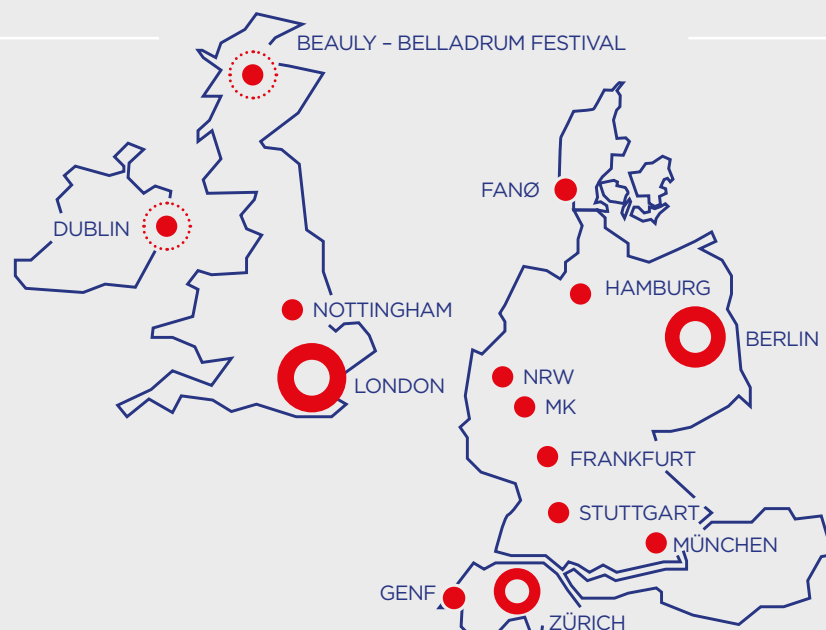 BEAULY – BELLADRUM FESTIVAL
FANØ
DUBLIN
HAMBURG
NOTTINGHAM
BERLIN
NRW
LONDON
MK
FRANKFURT
STUTTGART
MÜNCHEN
GENF
ZÜRICH